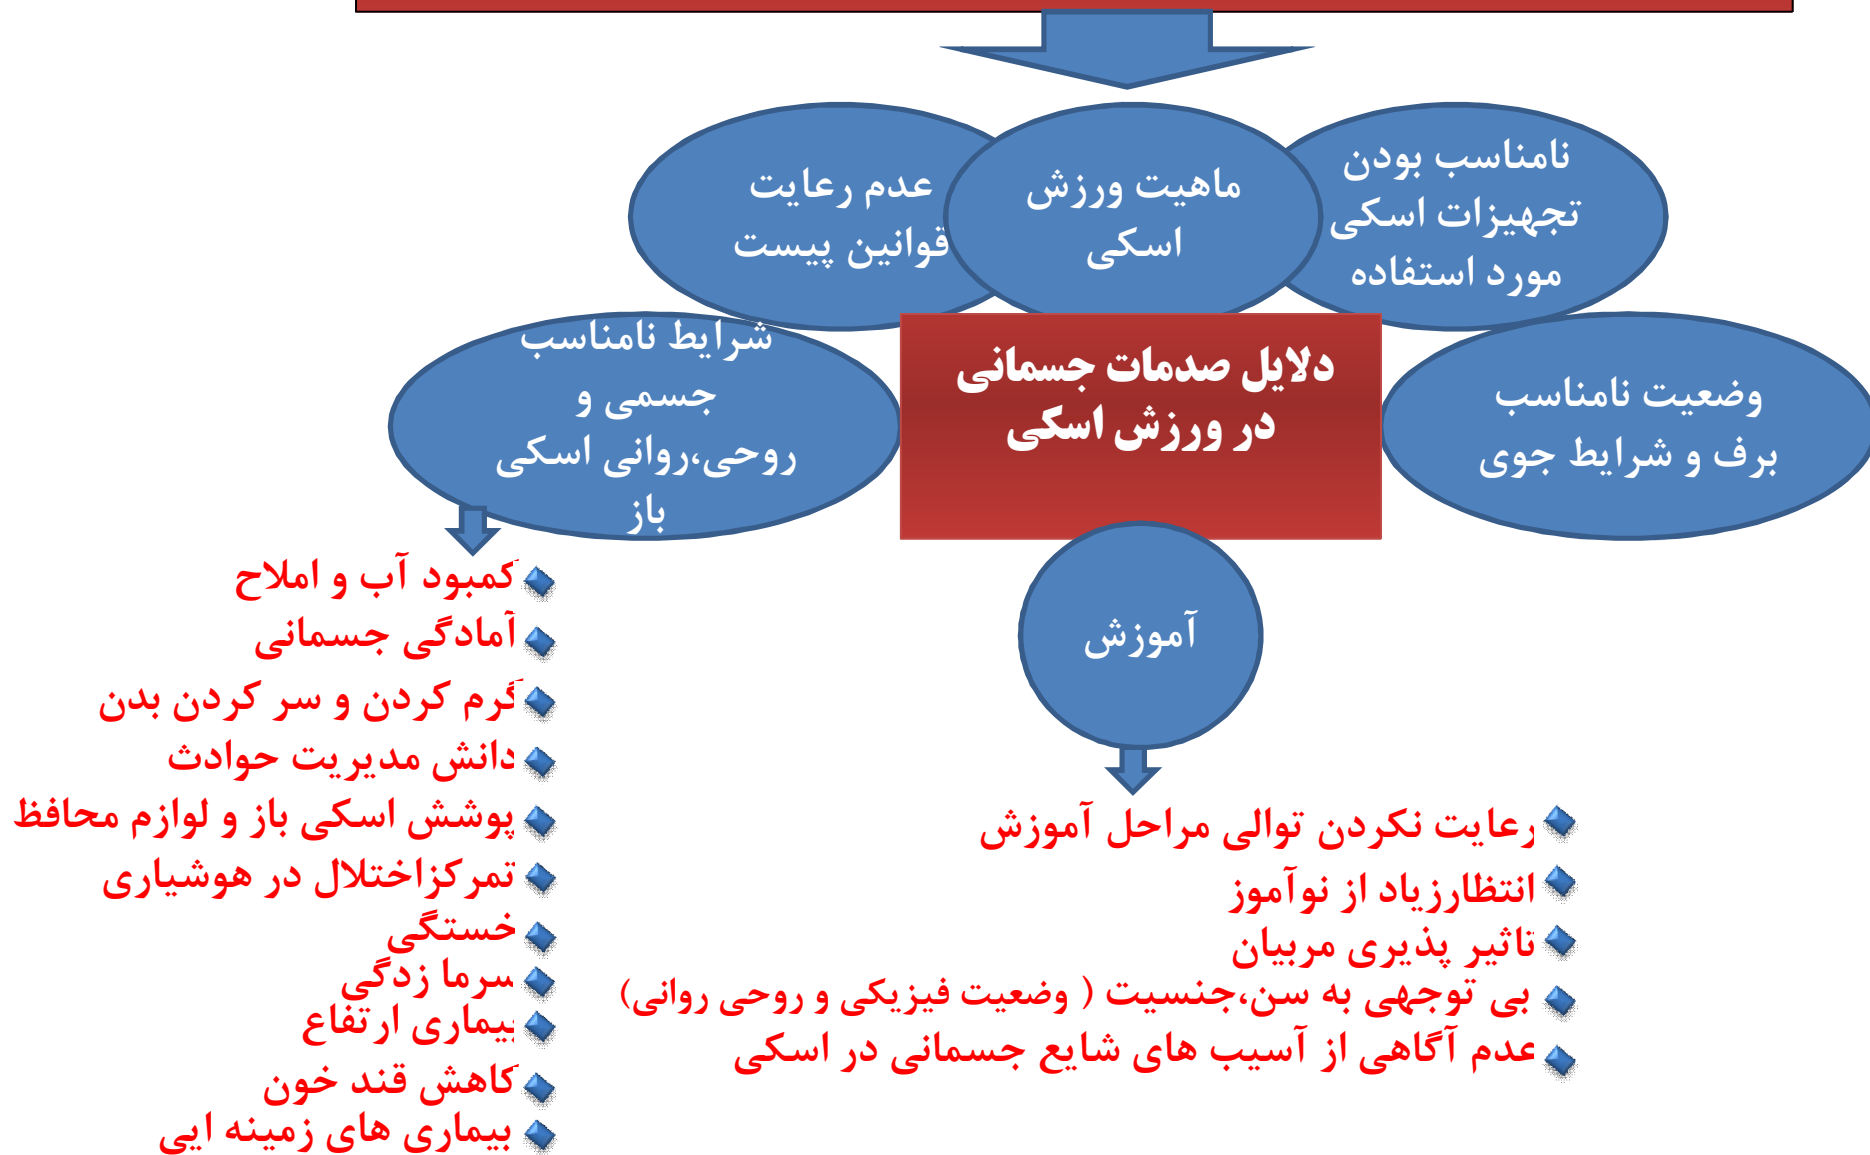 نامناسب بودن
تجهیزات اسکی
مورد استفاده
ماهیت ورزش
اسکی
عدم رعایت
قوانین پیست
وضعیت نامناسب
برف و شرایط جوی
دلایل صدمات جسمانی
در ورزش اسکی
شرایط نامناسب
جسمی و
روحی،روانی اسکی
باز
آموزش
رعایت نکردن توالی مراحل آموزش
انتظارزیاد از نوآموز
تاثیر پذیری مربیان
بی توجهی به سن،جنسیت ( وضعیت فیزیکی و روحی روانی)
عدم آگاهی از آسیب های شایع جسمانی در اسکی
کمبود آب و املاح
آمادگی جسمانی
گرم کردن و سر کردن بدن
دانش مدیریت حوادث
پوشش اسکی باز و لوازم محافظ
تمرکزاختلال در هوشیاری
خستگی
سرما زدگی
بیماری ارتفاع
کاهش قند خون
بیماری های زمینه ایی